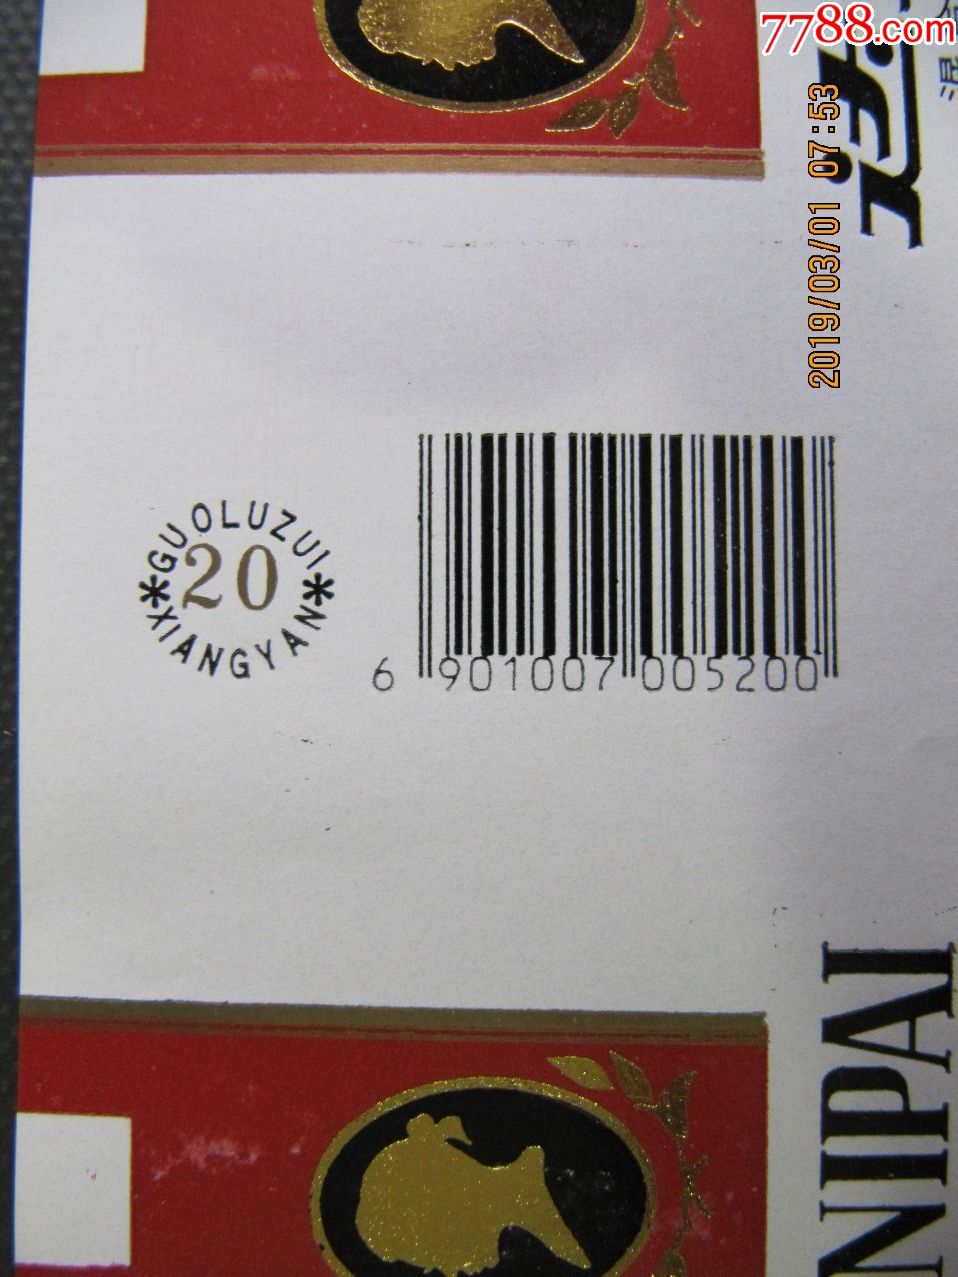 7788.com
2019/03/01 07:53
GUOLUZUI
20
XIANGYAN
6 901007 005200
NIPAI